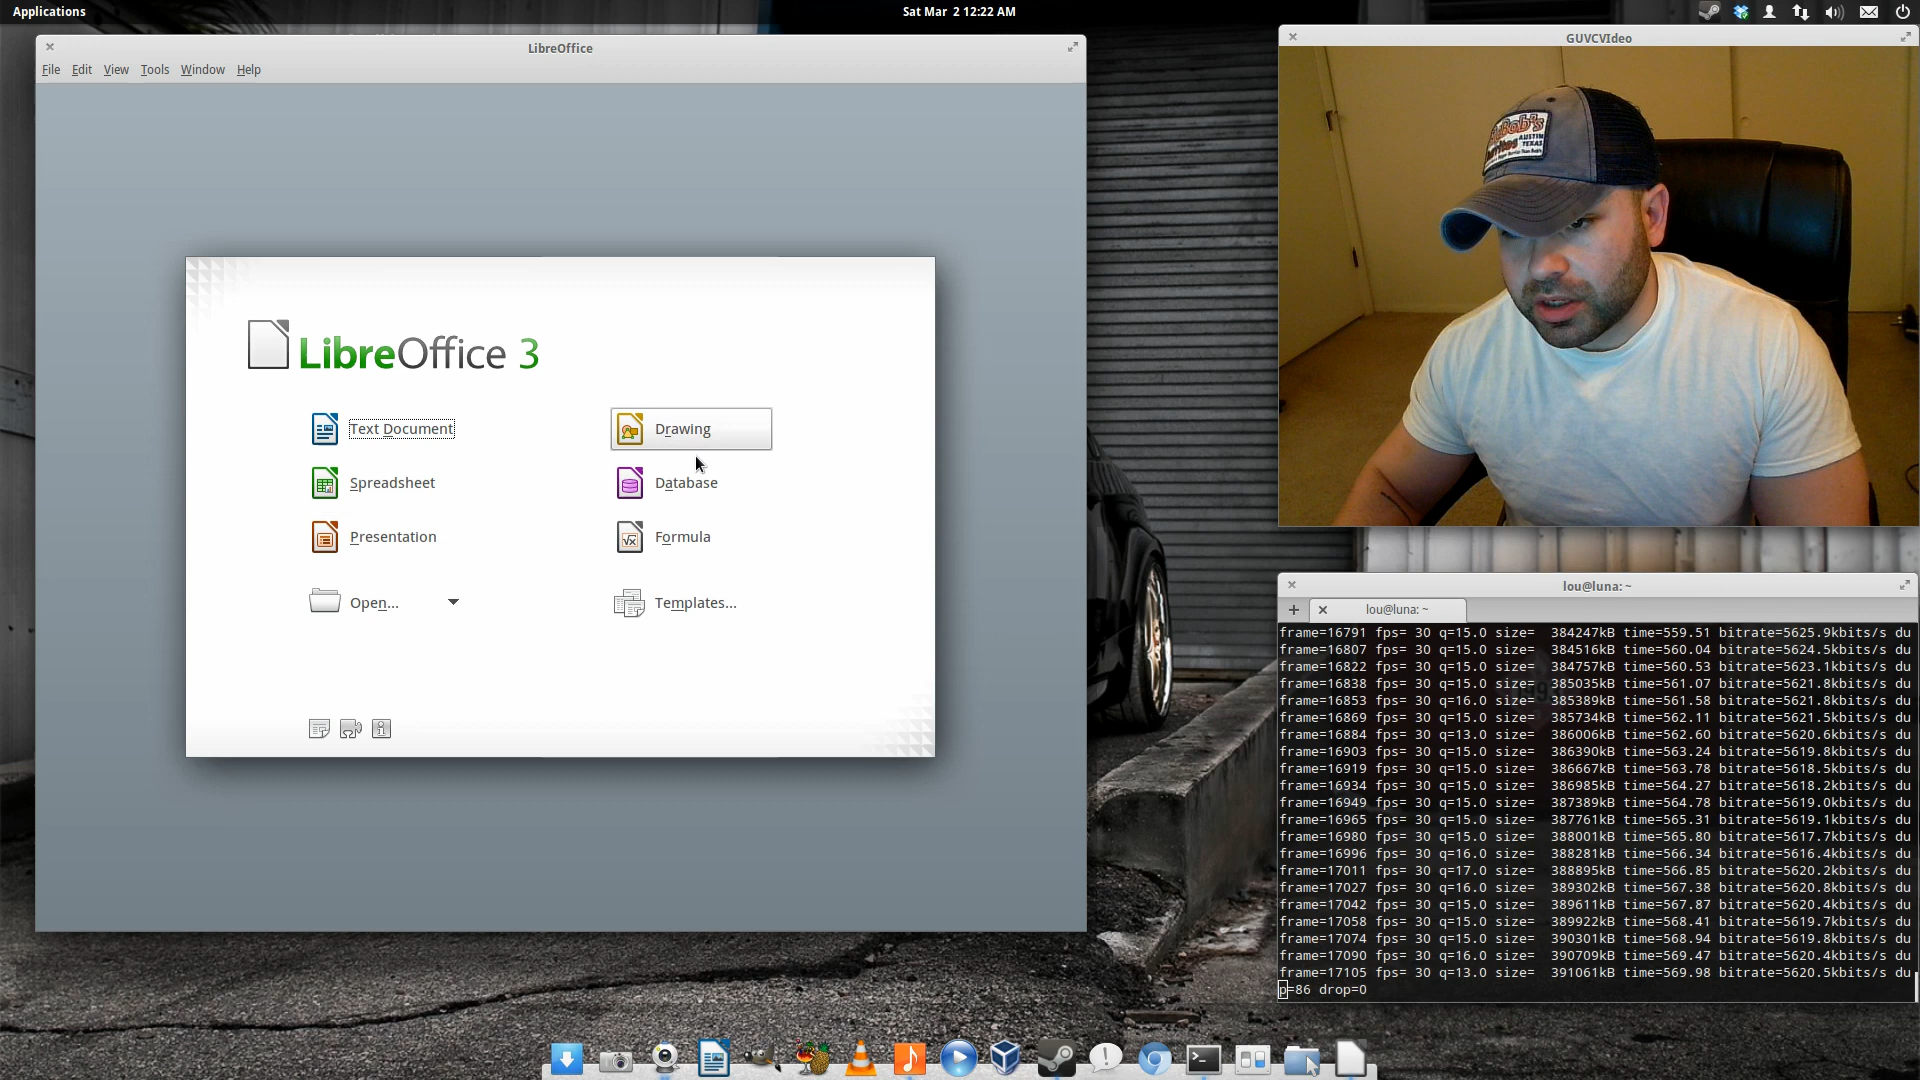 Applications
Sat Mar 2 12:22 AM
LibreOffice
File Edit View Tools Window Help
LibreOffice 3
Text Document
Drawing
Spreadsheet
Database
Presentation
Formula
Open...
Templates...
GUVCVIdeo
Bob's
AUSTIN
TEXAS
lou@luna: ~
lou@luna: ~
frame=16791 fps= 30 q=15.0 size= 384247kB time=559.51 bitrate=5625.9kbits/s du
frame=16807 fps= 30 q=15.0 size= 384516kB time=560.04 bitrate=5624.5kbits/s du
frame=16822 fps= 30 q=15.0 size= 384757kB time=560.53 bitrate=5623.1kbits/s du
frame=16838 fps= 30 q=15.0 size= 385035kB time=561.07 bitrate=5621.8kbits/s du
frame=16853 fps= 30 q=16.0 size= 385389kB time=561.58 bitrate=5621.8kbits/s du
frame=16869 fps= 30 q=15.0 size= 385734kB time=562.11 bitrate=5621.5kbits/s du
frame=16884 fps= 30 q=13.0 size= 386006kB time=562.60 bitrate=5620.6kbits/s du
frame=16903 fps= 30 q=15.0 size= 386390kB time=563.24 bitrate=5619.8kbits/s du
frame=16919 fps= 30 q=15.0 size= 386667kB time=563.78 bitrate=5618.5kbits/s du
frame=16934 fps= 30 q=15.0 size= 386985kB time=564.27 bitrate=5618.2kbits/s du
frame=16949 fps= 30 q=15.0 size= 387389kB time=564.78 bitrate=5619.0kbits/s du
frame=16965 fps= 30 q=15.0 size= 387761kB time=565.31 bitrate=5619.1kbits/s du
frame=16980 fps= 30 q=15.0 size= 388001kB time=565.80 bitrate=5617.7kbits/s du
frame=16996 fps= 30 q=16.0 size= 388281kB time=566.34 bitrate=5616.4kbits/s du
frame=17011 fps= 30 q=17.0 size= 388895kB time=566.85 bitrate=5620.2kbits/s du
frame=17027 fps= 30 q=16.0 size= 389302kB time=567.38 bitrate=5620.8kbits/s du
frame=17042 fps= 30 q=15.0 size= 389611kB time=567.87 bitrate=5620.4kbits/s du
frame=17058 fps= 30 q=15.0 size= 389922kB time=568.41 bitrate=5619.7kbits/s du
frame=17074 fps= 30 q=15.0 size= 390301kB time=568.94 bitrate=5619.8kbits/s du
frame=17090 fps= 30 q=16.0 size= 390709kB time=569.47 bitrate=5620.4kbits/s du
frame=17105 fps= 30 q=13.0 size= 391061kB time=569.98 bitrate=5620.5kbits/s du
p=86 drop=0